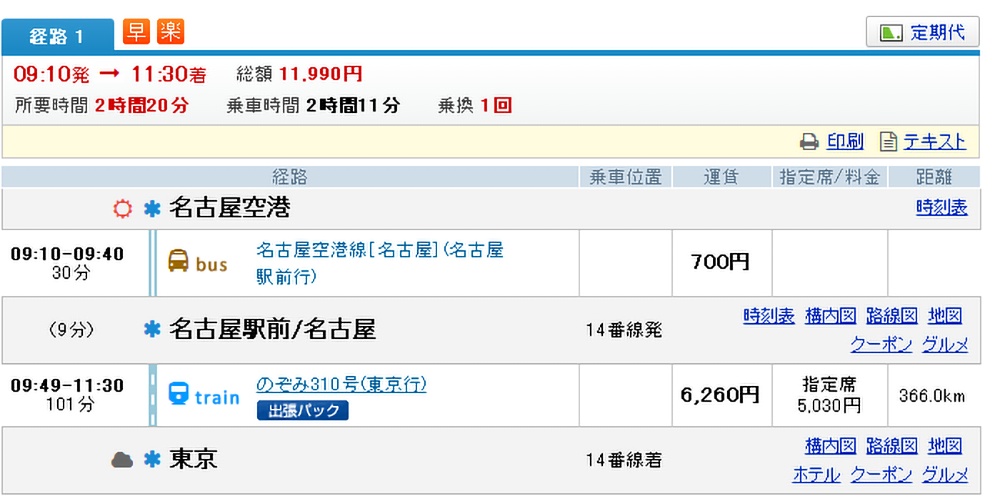 経路 1 早 楽 定期代
09:10発 → 11:30着 総額 11,990円
所要時間 2時間20分 乗車時間 2時間11分 乗換 1回
印刷 テキスト
経路 乗車位置 運賃 指定席/料金 距離
名古屋空港 時刻表
09:10-09:40 bus 名古屋空港線[名古屋](名古屋
30分 駅前行) 700円
(9分) 名古屋駅前/名古屋 14番線発 時刻表 構内図 路線図 地図
クーポン グルメ
09:49-11:30 train のぞみ310号(東京行) 6,260円 指定席 366.0km
101分 出張パック 5,030円
東京 14番線着 構内図 路線図 地図
ホテル クーポン グルメ